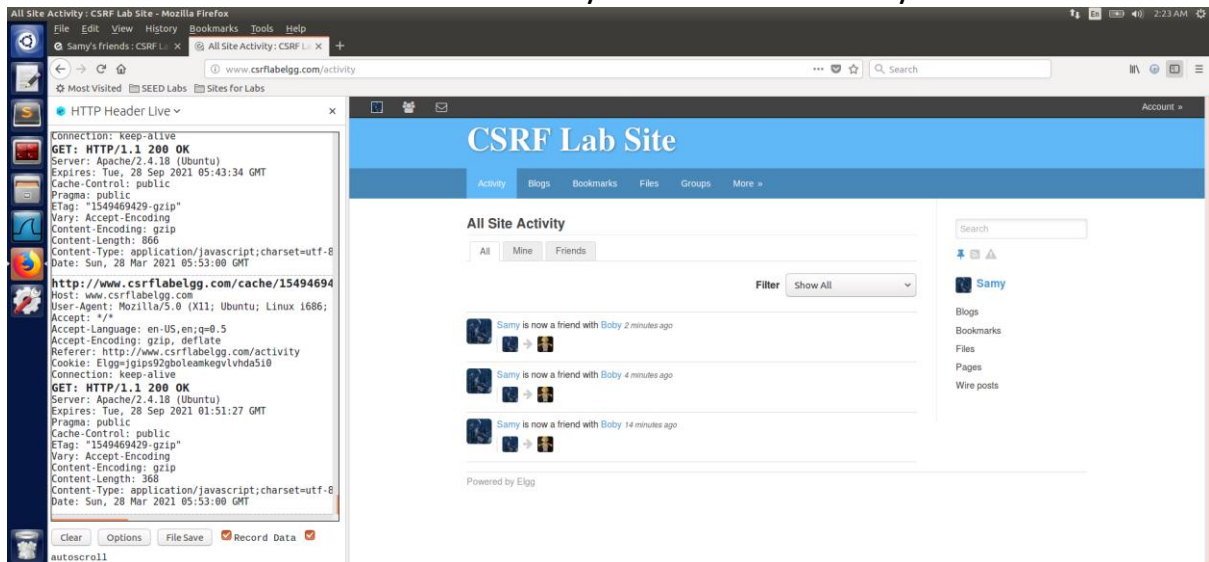 All Site Activity : CSRF Lab Site - Mozilla Firefox
En 2:23 AM
File Edit View History Bookmarks Tools Help
Samy's friends : CSRF La × All Site Activity : CSRF La × +
www.csrflabelgg.com/activity
Search
Most Visited SEED Labs Sites for Labs
HTTP Header Live ×
Connection: keep-alive
GET: HTTP/1.1 200 OK
Server: Apache/2.4.18 (Ubuntu)
Expires: Tue, 28 Sep 2021 05:43:34 GMT
Cache-Control: public
Pragma: public
ETag: "1549469429-gzip"
Vary: Accept-Encoding
Content-Encoding: gzip
Content-Length: 866
Content-Type: application/javascript;charset=utf-8
Date: Sun, 28 Mar 2021 05:53:00 GMT
http://www.csrflabelgg.com/cache/15494694
Host: www.csrflabelgg.com
User-Agent: Mozilla/5.0 (X11; Ubuntu; Linux i686;
Accept: */*
Accept-Language: en-US,en;q=0.5
Accept-Encoding: gzip, deflate
Referer: http://www.csrflabelgg.com/activity
Cookie: Elgg=jgips92gboleamkegvlvhda5i0
Connection: keep-alive
GET: HTTP/1.1 200 OK
Server: Apache/2.4.18 (Ubuntu)
Expires: Tue, 28 Sep 2021 01:51:27 GMT
Pragma: public
Cache-Control: public
ETag: "1549469429-gzip"
Vary: Accept-Encoding
Content-Encoding: gzip
Content-Length: 368
Content-Type: application/javascript;charset=utf-8
Date: Sun, 28 Mar 2021 05:53:00 GMT
Clear Options File Save Record Data
autoscroll
Account »
CSRF Lab Site
Activity Blogs Bookmarks Files Groups More »
All Site Activity
All Mine Friends
Filter Show All
Samy is now a friend with Boby 2 minutes ago
Samy is now a friend with Boby 4 minutes ago
Samy is now a friend with Boby 14 minutes ago
Powered by Elgg
Search
Samy
Blogs
Bookmarks
Files
Pages
Wire posts